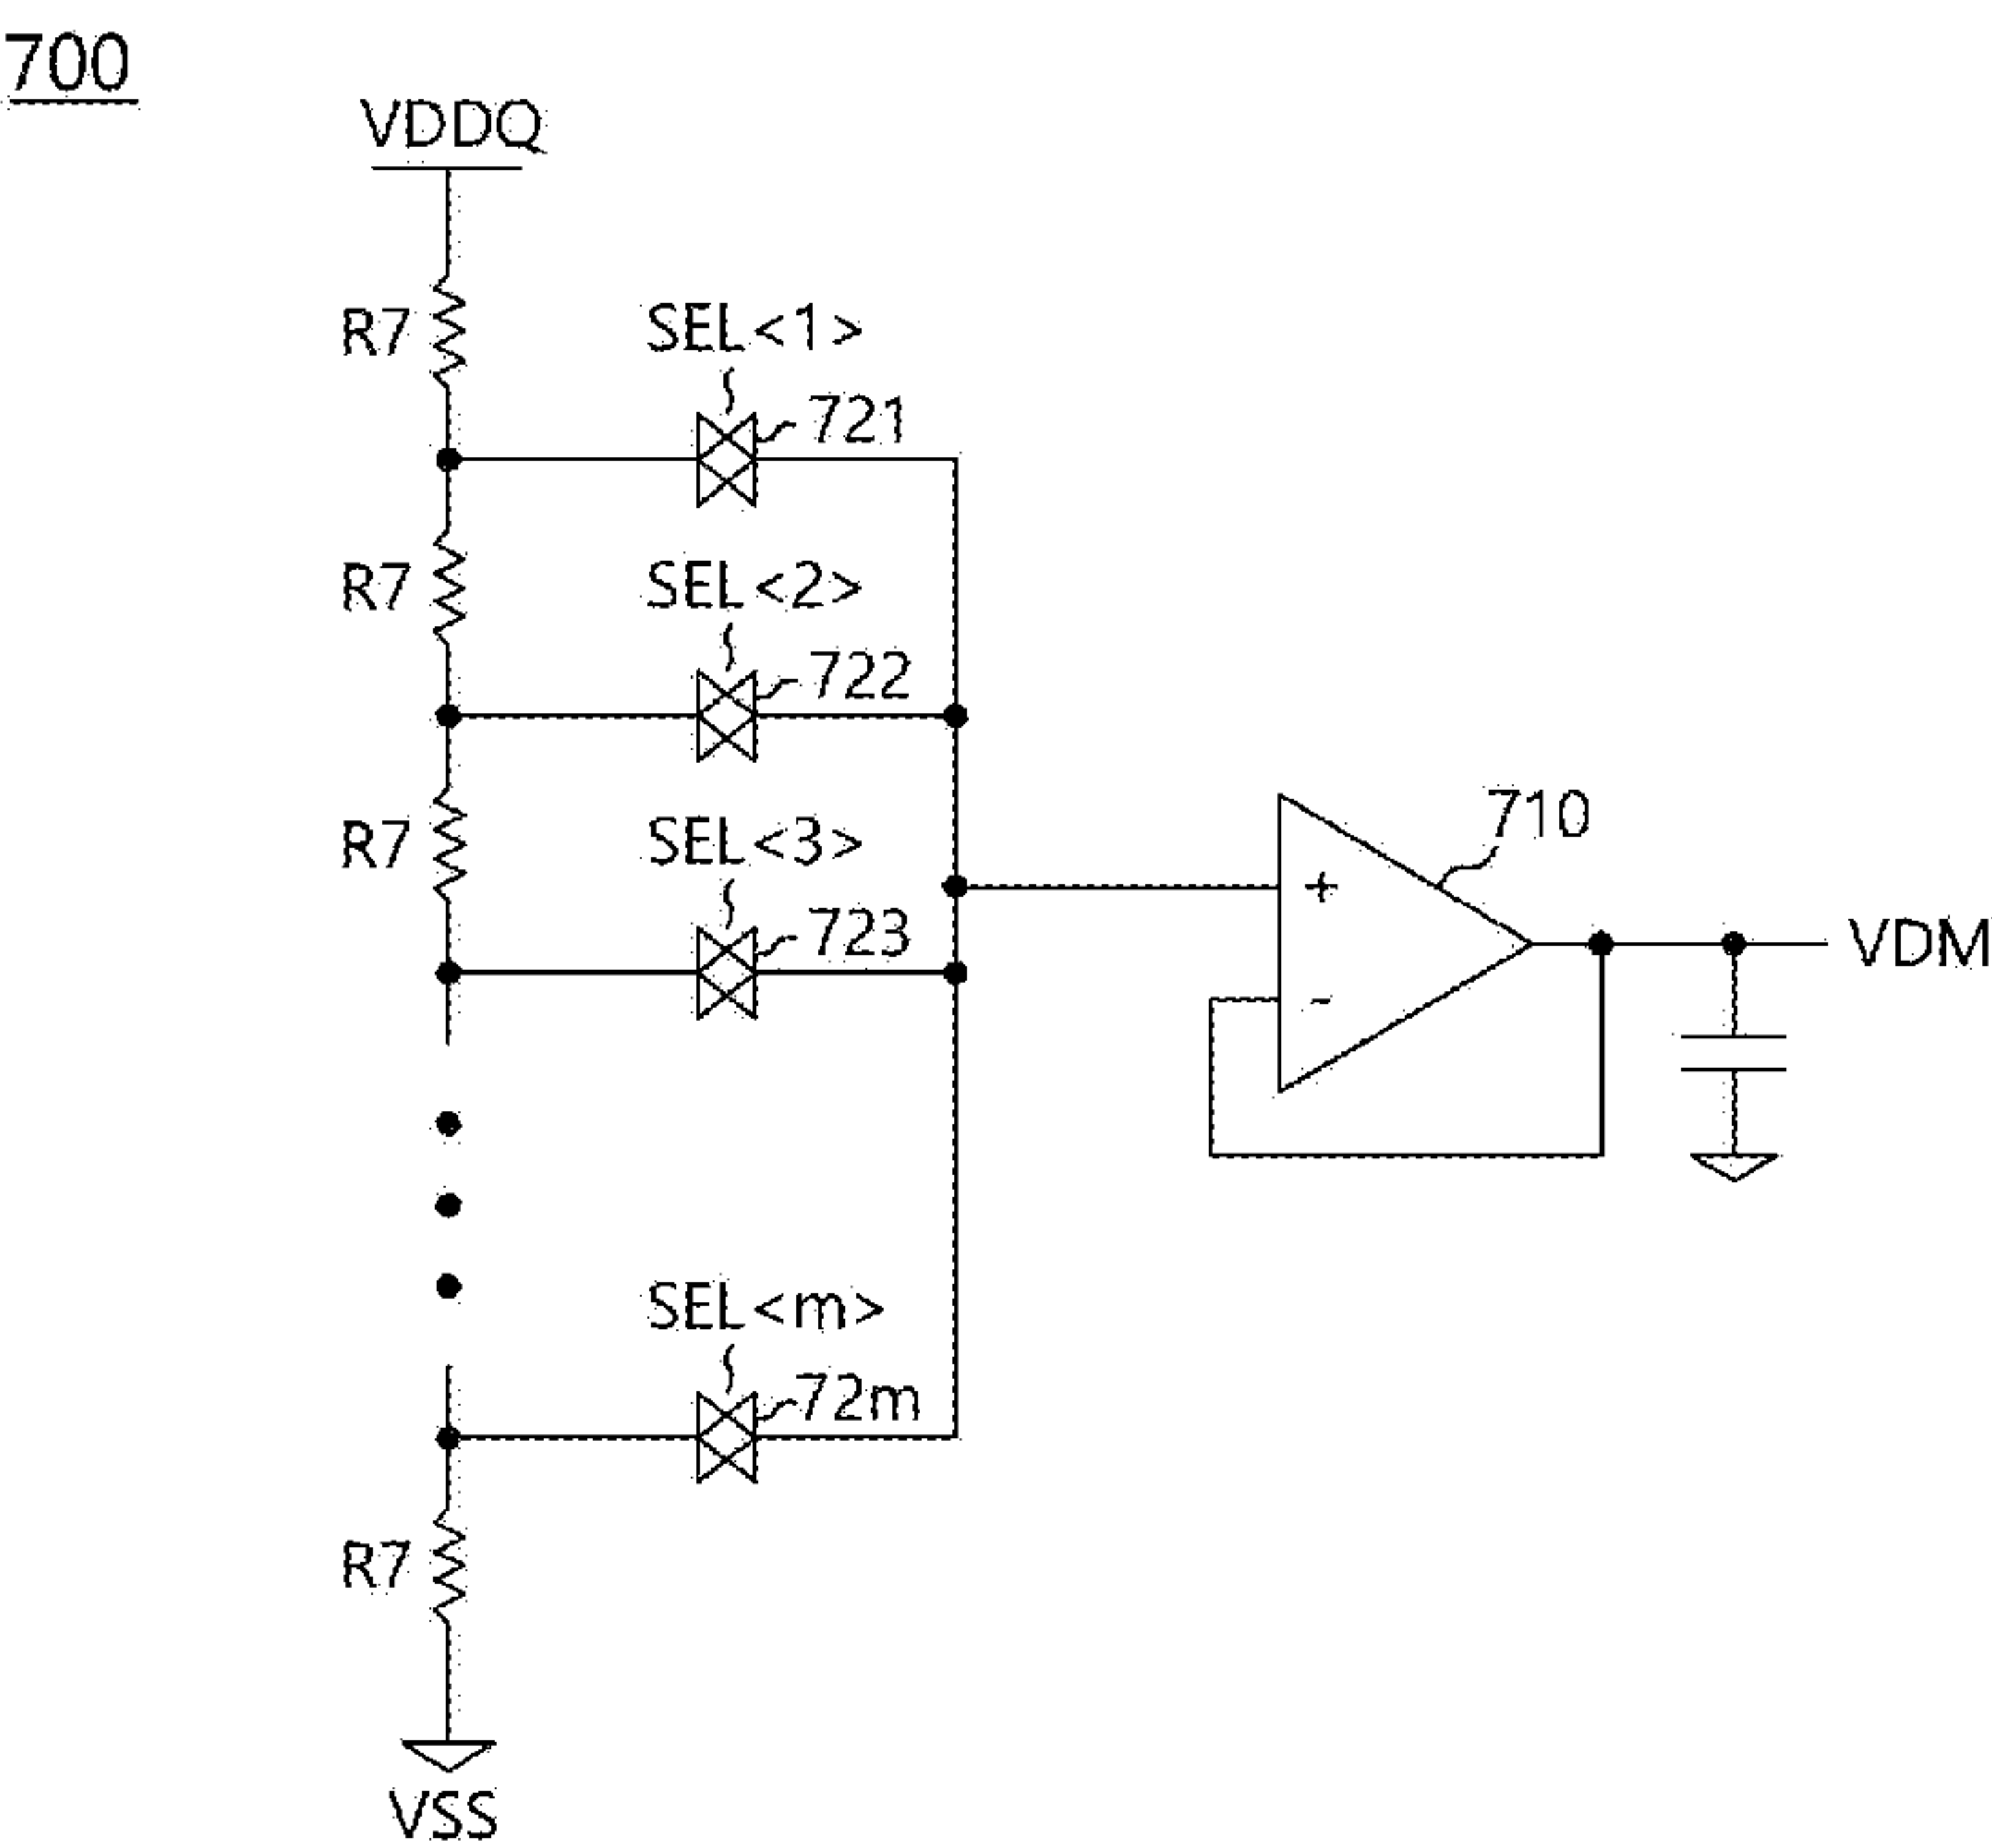 700
VDDQ
R7
SEL<1>
721
R7
SEL<2>
722
R7
SEL<3>
723
710
+
-
VDM
SEL<m>
72m
R7
VSS